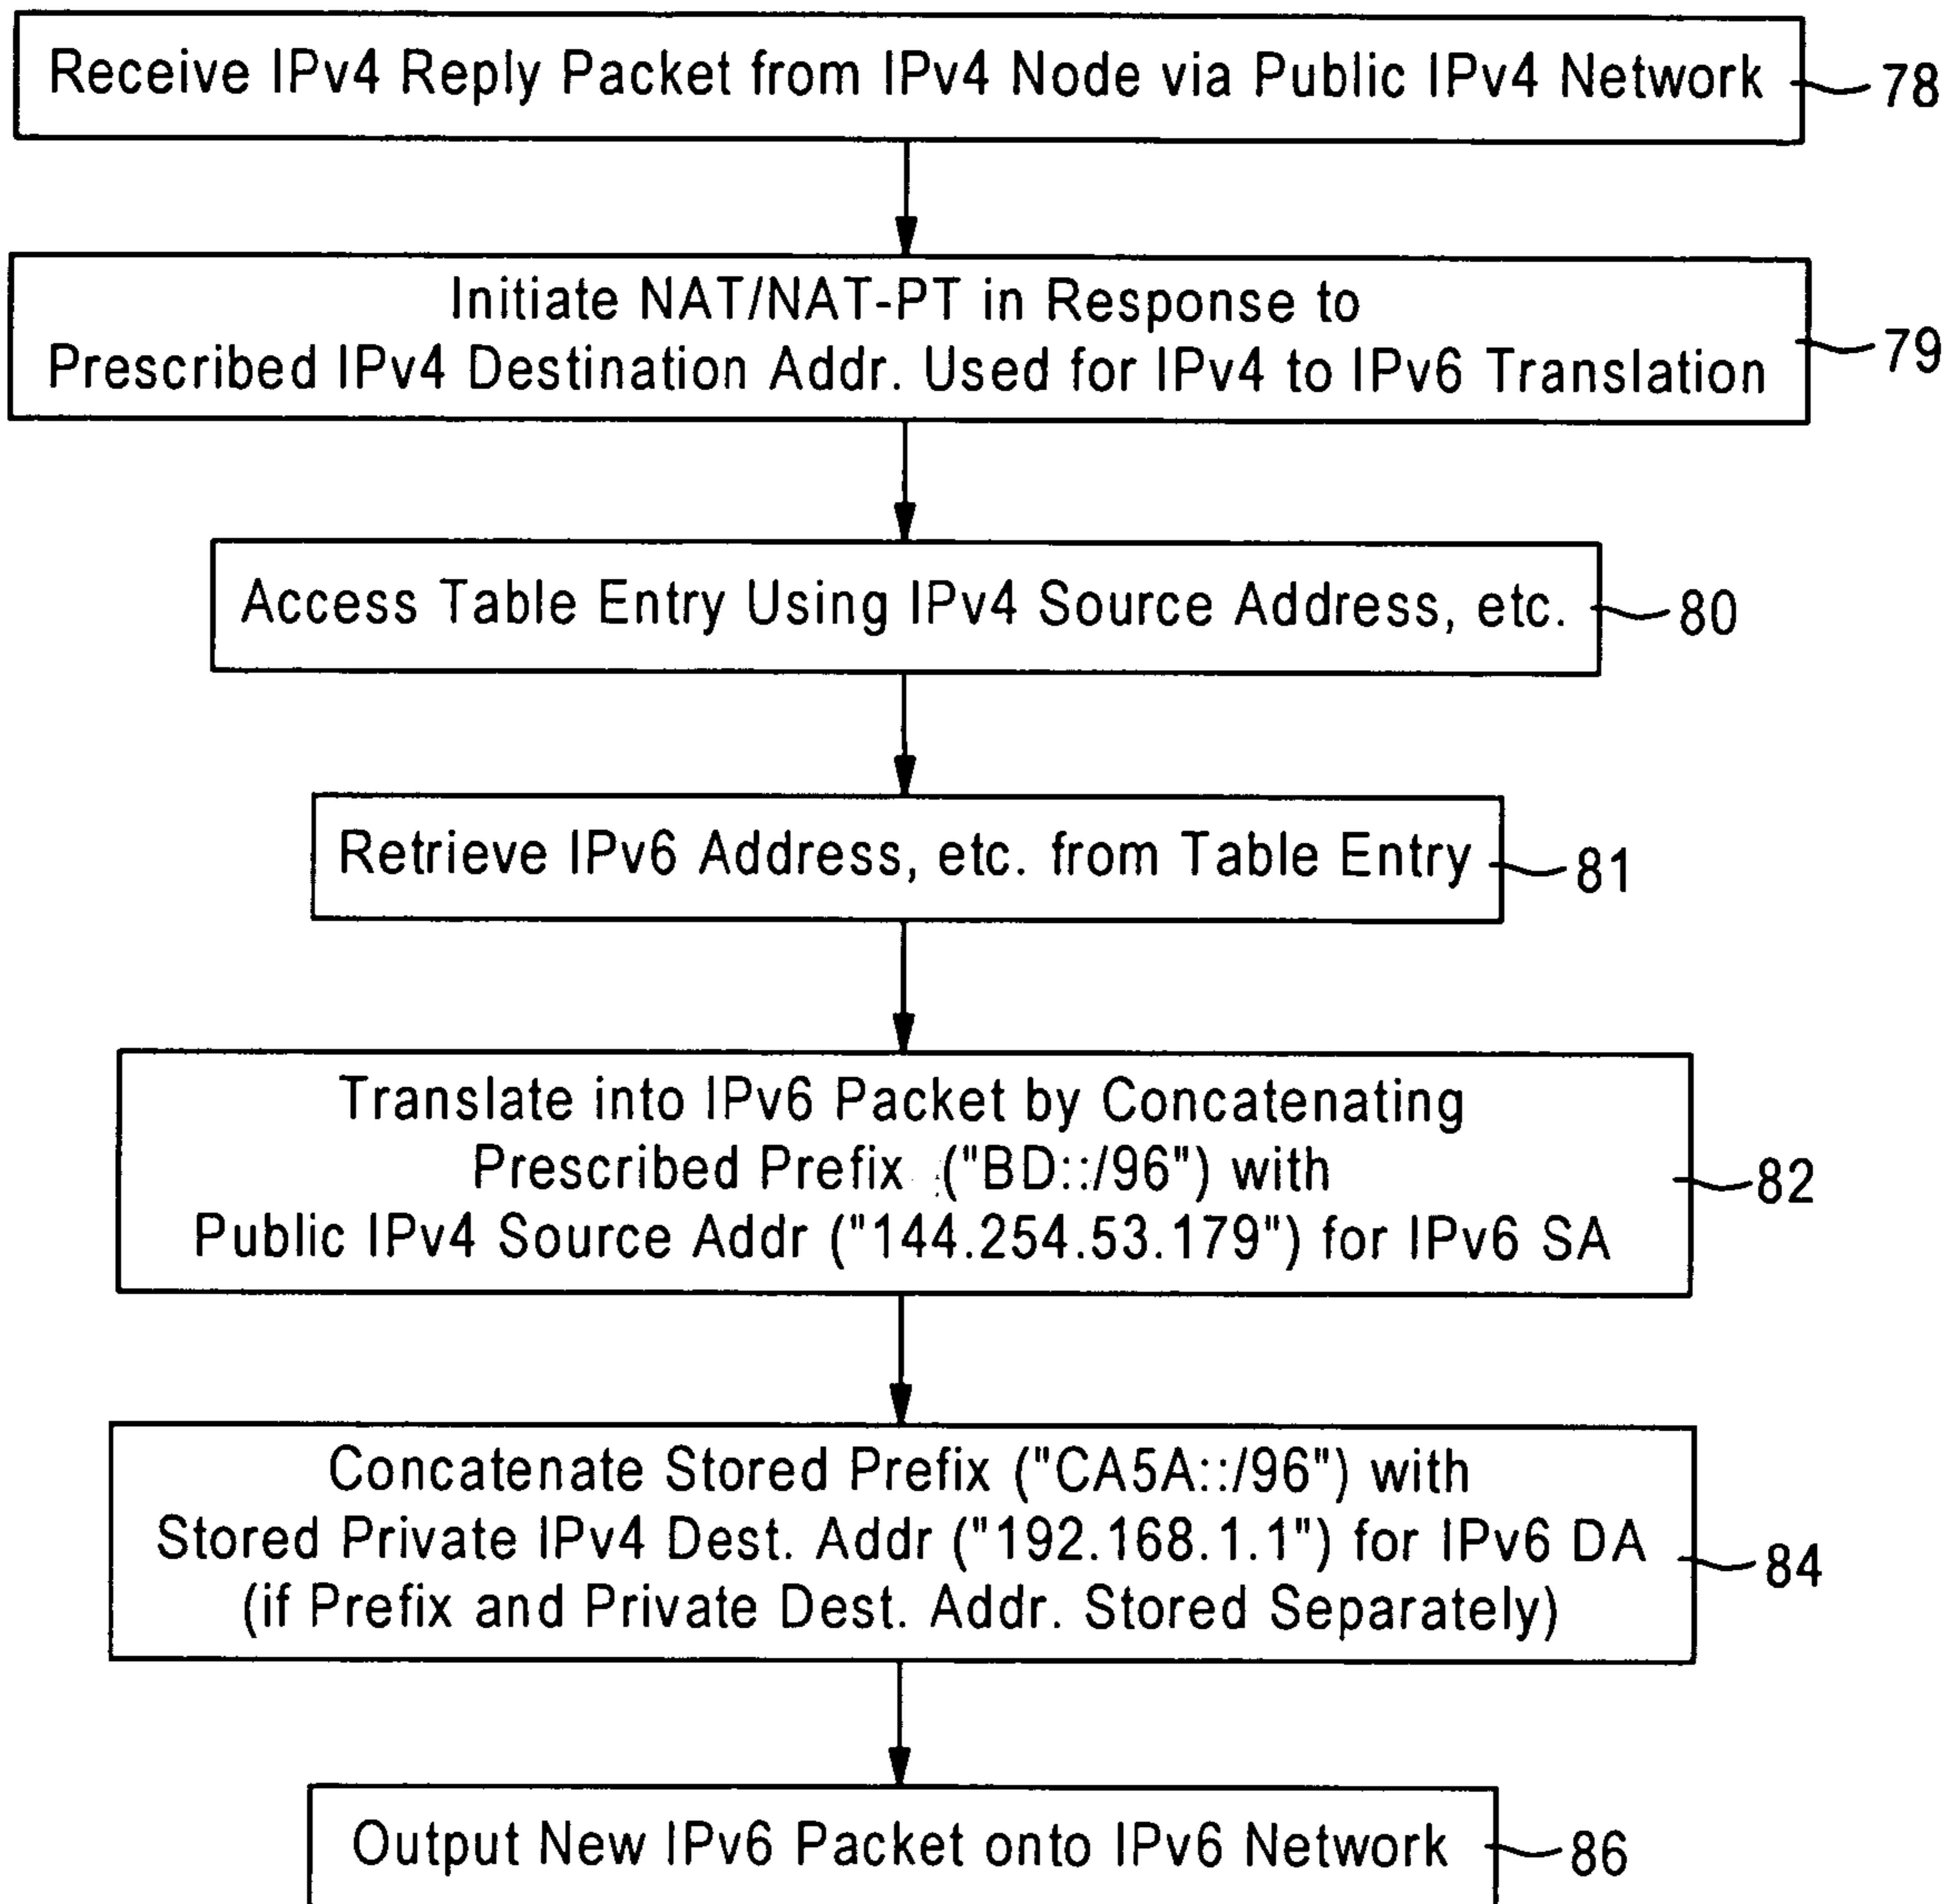 Receive IPv4 Reply Packet from IPv4 Node via Public IPv4 Network
78
Initiate NAT/NAT-PT in Response to
Prescribed IPv4 Destination Addr. Used for IPv4 to IPv6 Translation
79
Access Table Entry Using IPv4 Source Address, etc.
80
Retrieve IPv6 Address, etc. from Table Entry
81
Translate into IPv6 Packet by Concatenating
Prescribed Prefix ("BD::/96") with
Public IPv4 Source Addr ("144.254.53.179") for IPv6 SA
82
Concatenate Stored Prefix ("CA5A::/96") with
Stored Private IPv4 Dest. Addr ("192.168.1.1") for IPv6 DA
(if Prefix and Private Dest. Addr. Stored Separately)
84
Output New IPv6 Packet onto IPv6 Network
86